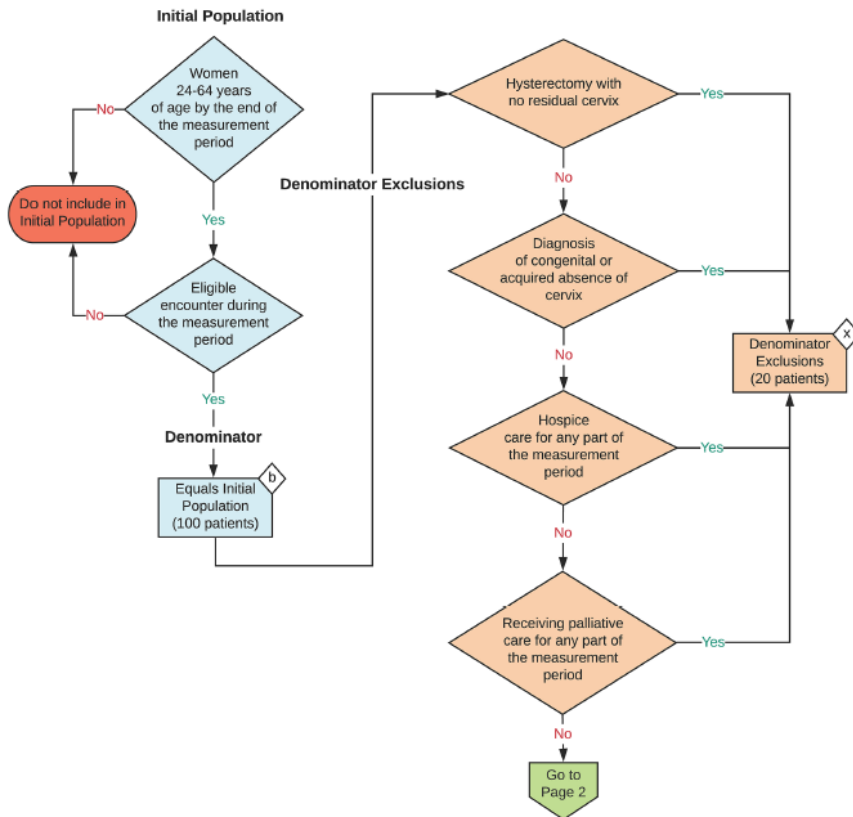 Initial Population
Women
24-64 years
of age by the end of
the measurement
period
No
Do not include in
Initial Population
Yes
Eligible
encounter during
the measurement
period
No
Yes
Denominator
b
Equals Initial
Population
(100 patients)
Denominator Exclusions
Hysterectomy with
no residual cervix
Yes
No
Diagnosis
of congenital or
acquired absence of
cervix
Yes
No
x
Denominator
Exclusions
(20 patients)
Hospice
care for any part of
the measurement
period
Yes
No
Receiving palliative
care for any part of
the measurement
period
Yes
No
Go to
Page 2